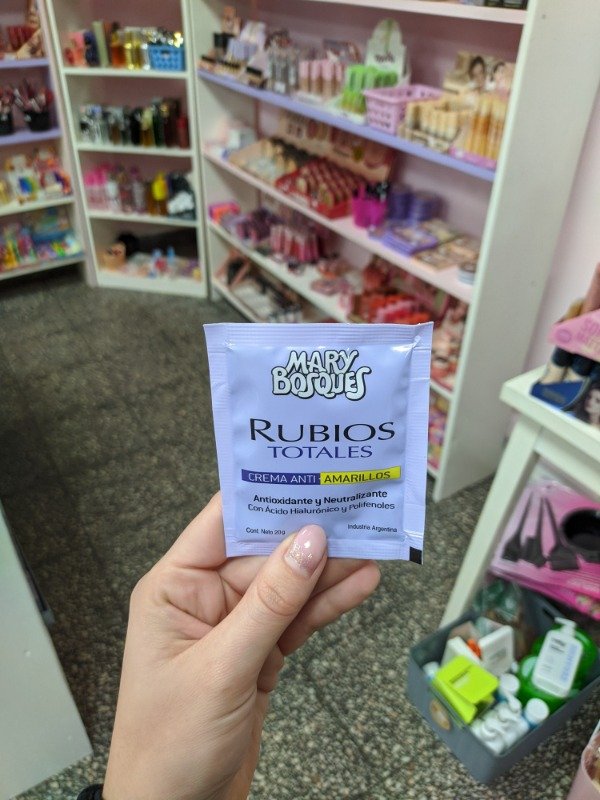 MARY
BOSQUES
RUBIOS
TOTALES
CREMA ANTI-AMARILLOS
Antioxidante y Neutralizante
Con Ácido Hialurónico y Polifenoles
Cont. Neto 20g Industria Argentina